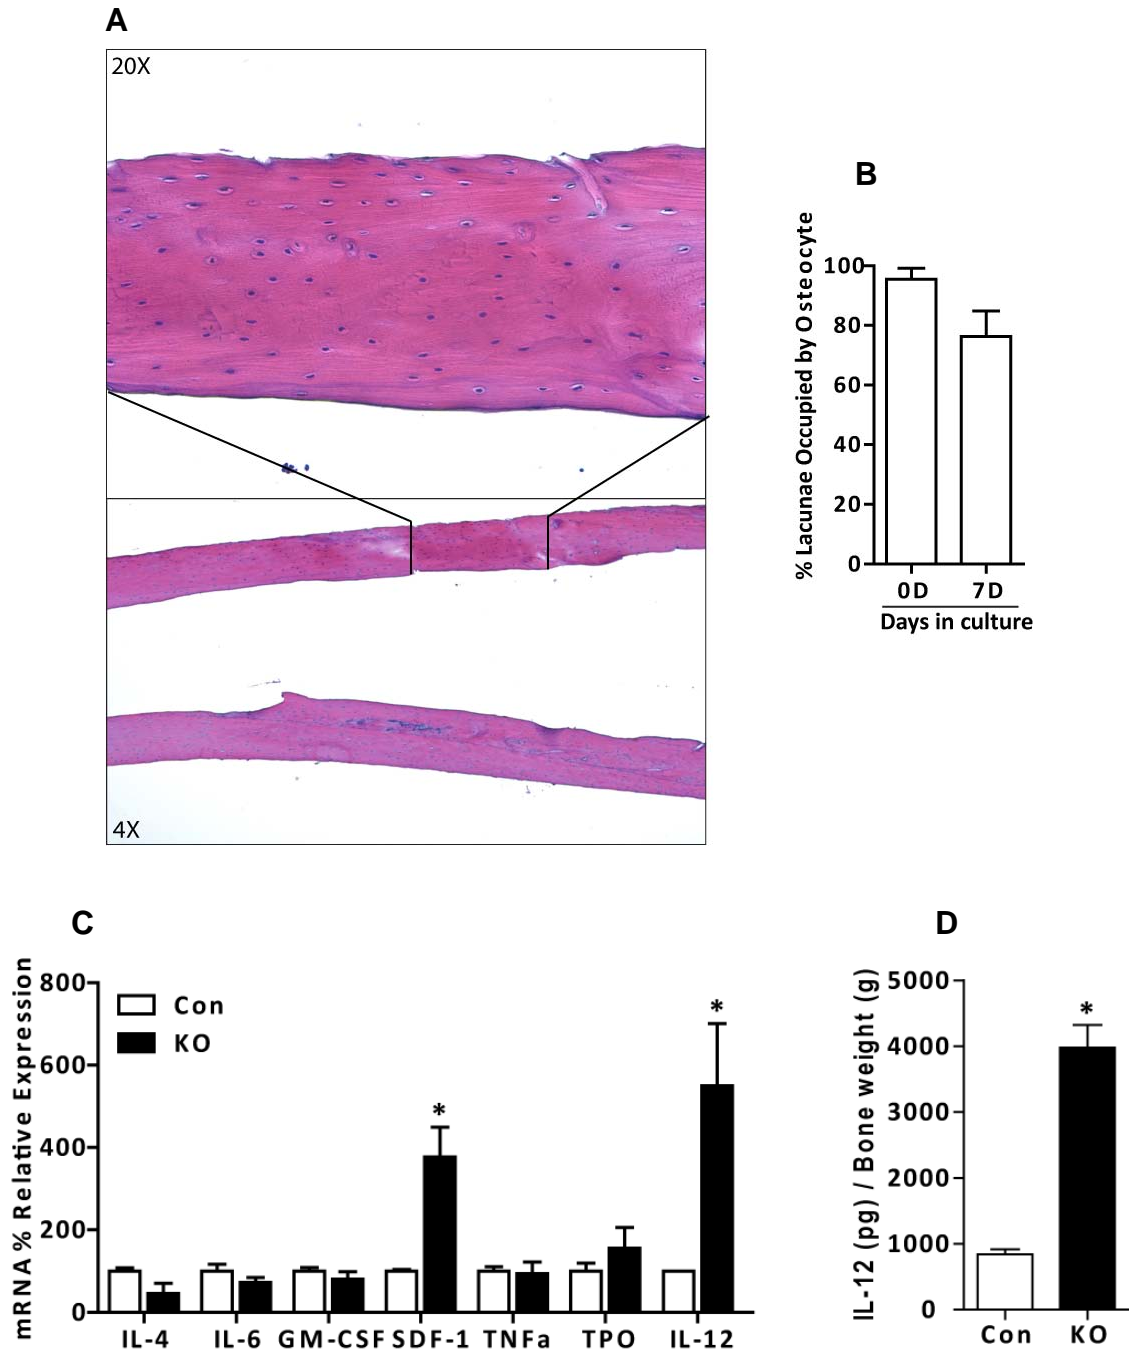 A
20X
4X
B
% Lacunae Occupied by Osteocyte
100
80
60
40
20
0
0D 7D
Days in culture
C
mRNA % Relative Expression
800
600
400
200
0
Con
KO
*
*
IL-4 IL-6 GM-CSF SDF-1 TNFa TPO IL-12
D
IL-12 (pg) / Bone weight (g)
5000
4000
3000
2000
1000
0
*
Con KO